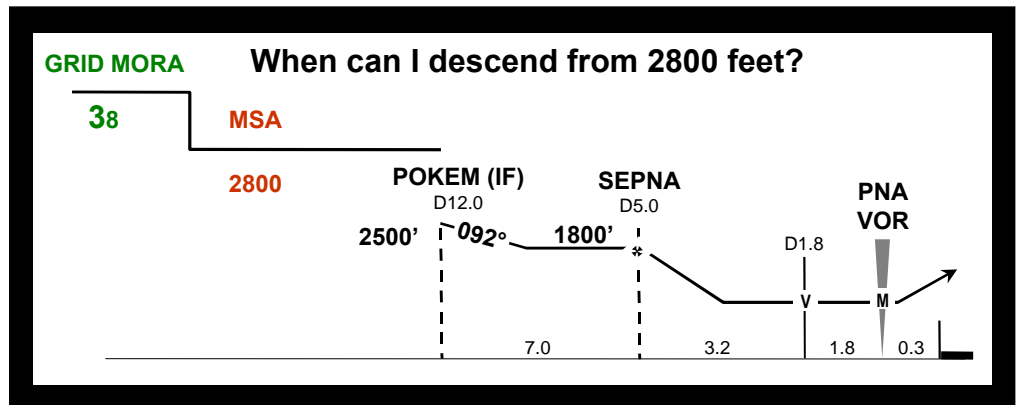 When can I descend from 2800 feet?
GRID MORA
38
MSA
2800
POKEM (IF)
D12.0
2500’
092°
1800’
SEPNA
D5.0
D1.8
PNA
VOR
V
M
7.0
3.2
1.8
0.3